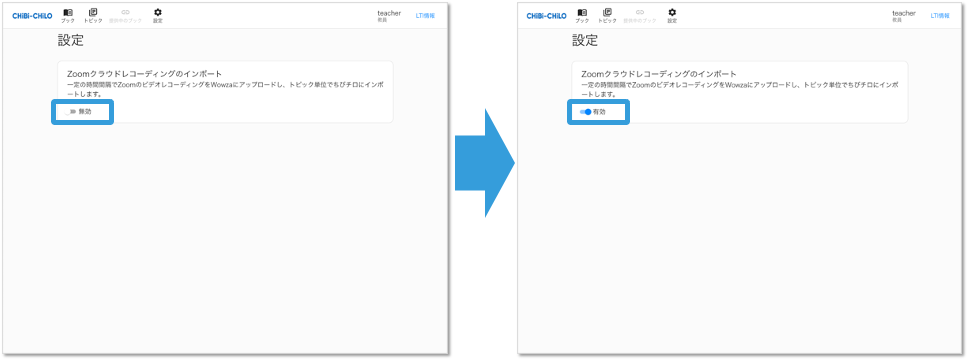 CHiBi-CHiLO
ブック
トピック
提供中のブック
設定
teacher
教員
LTI情報
設定
Zoomクラウドレコーディングのインポート
一定の時間間隔でZoomのビデオレコーディングをWowzaにアップロードし、トピック単位でちびチロにインポ
ートします。
無効
CHiBi-CHiLO
ブック
トピック
提供中のブック
設定
teacher
教員
LTI情報
設定
Zoomクラウドレコーディングのインポート
一定の時間間隔でZoomのビデオレコーディングをWowzaにアップロードし、トピック単位でちびチロにインポ
ートします。
有効